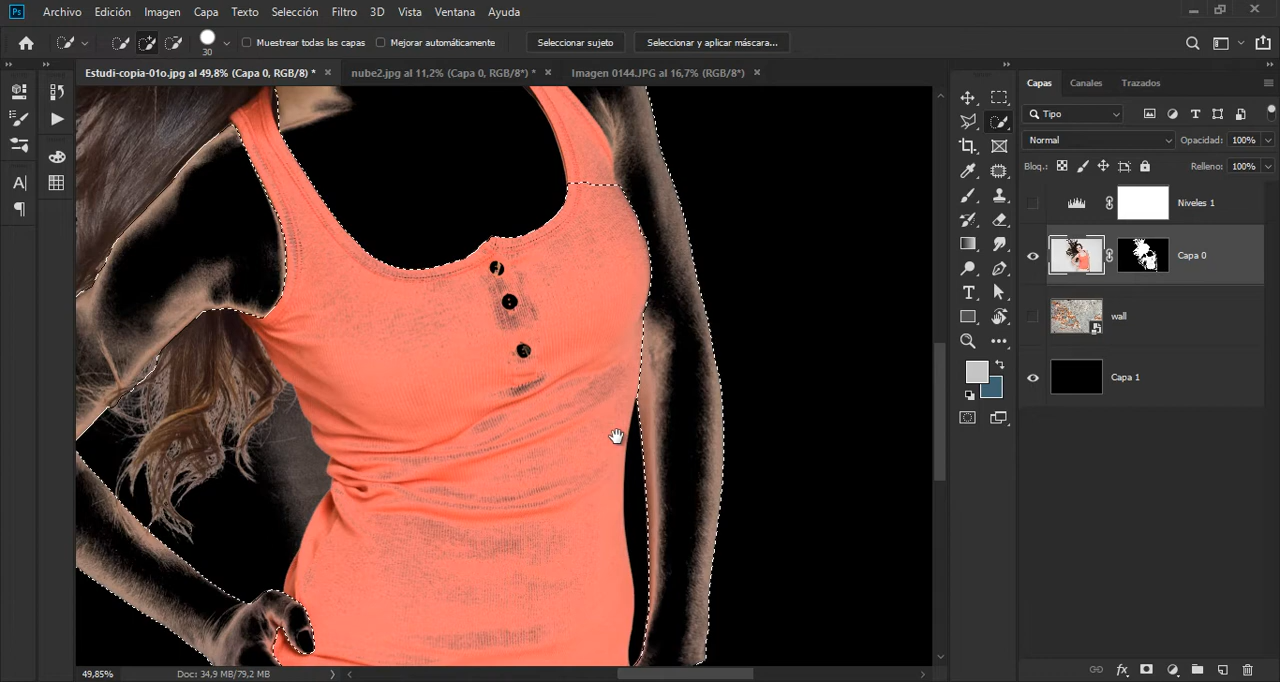 Ps Archivo Edición Imagen Capa Texto Selección Filtro 3D Vista Ventana Ayuda
30 Muestrear todas las capas Mejorar automáticamente Seleccionar sujeto Seleccionar y aplicar máscara...
Estudi-copia-01o.jpg al 49,8% (Capa 0, RGB/8) * × nube2.jpg al 11,2% (Capa 0, RGB/8*) * × Imagen 0144.JPG al 16,7% (RGB/8*) ×
Capas Canales Trazados
Tipo
Normal Opacidad: 100%
Bloq.: Relleno: 100%
Niveles 1
Capa 0
wall
Capa 1
49,85% Doc: 34,9 MB/79,2 MB